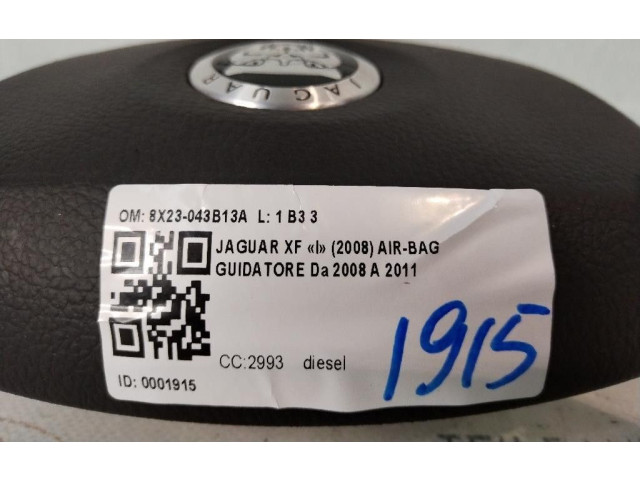 JAGUAR
OM: 8X23-043B13A L: 1 B3 3
JAGUAR XF «I» (2008) AIR-BAG
GUIDATORE Da 2008 A 2011
CC:2993 diesel
1915
ID: 0001915